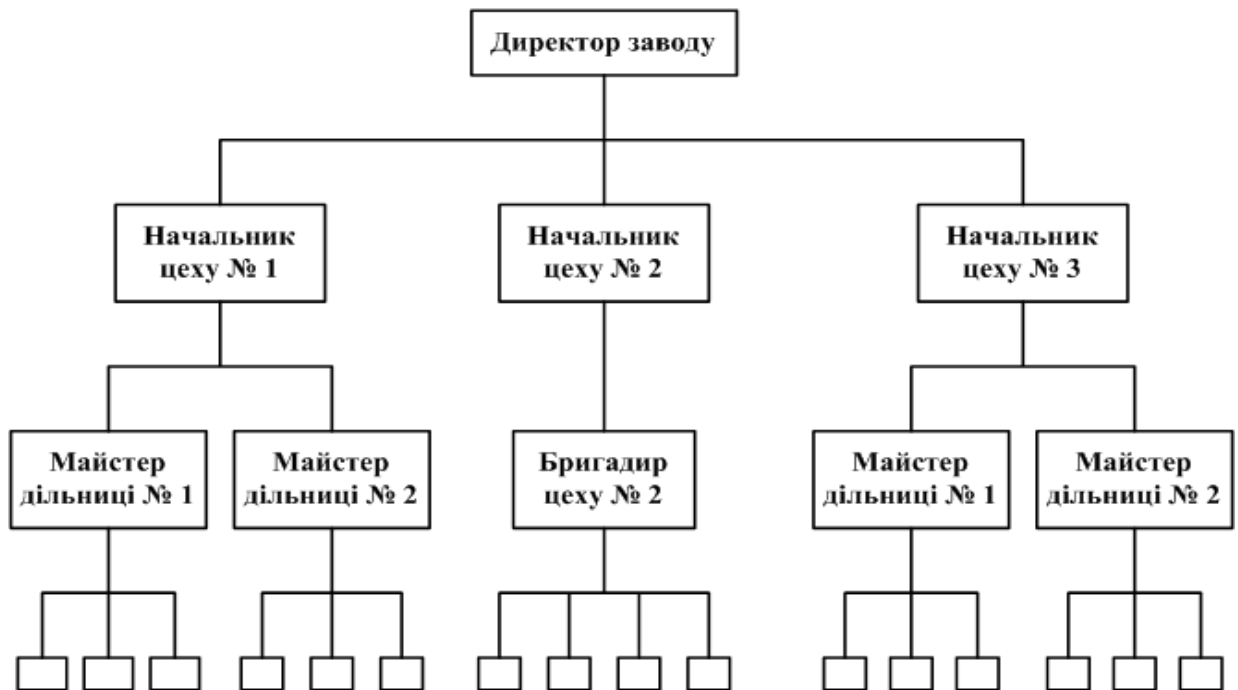 Директор заводу
Начальник
цеху № 1
Начальник
цеху № 2
Начальник
цеху № 3
Майстер
дільниці № 1
Майстер
дільниці № 2
Бригадир
цеху № 2
Майстер
дільниці № 1
Майстер
дільниці № 2